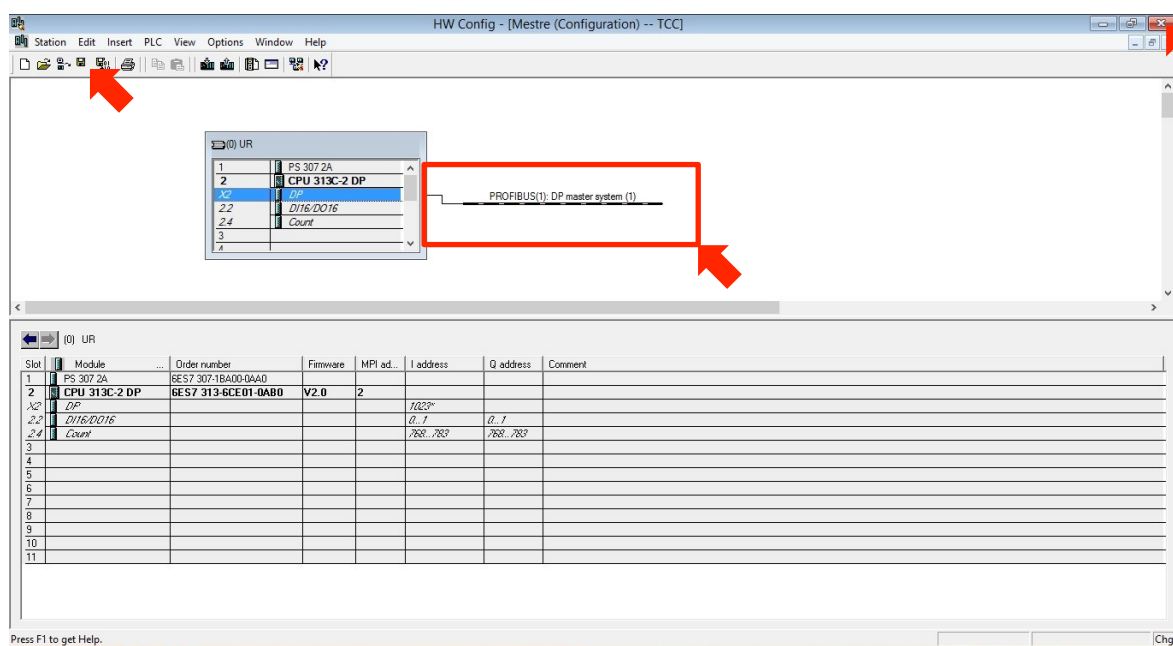 HW Config - [Mestre (Configuration) -- TCC]
Station Edit Insert PLC View Options Window Help
(0) UR
1 PS 307 2A
2 CPU 313C-2 DP
X2 DP
2.2 DI16/DO16
2.4 Count
3
4
PROFIBUS(1): DP master system (1)
(0) UR
Slot Module ... Order number Firmware MPI ad... I address Q address Comment
1 PS 307 2A 6ES7 307-1BA00-0AA0
2 CPU 313C-2 DP 6ES7 313-6CE01-0AB0 V2.0 2
X2 DP 1023*
2.2 DI16/DO16 0...1 0...1
2.4 Count 768...783 768...783
3
4
5
6
7
8
9
10
11
Press F1 to get Help.
Chg